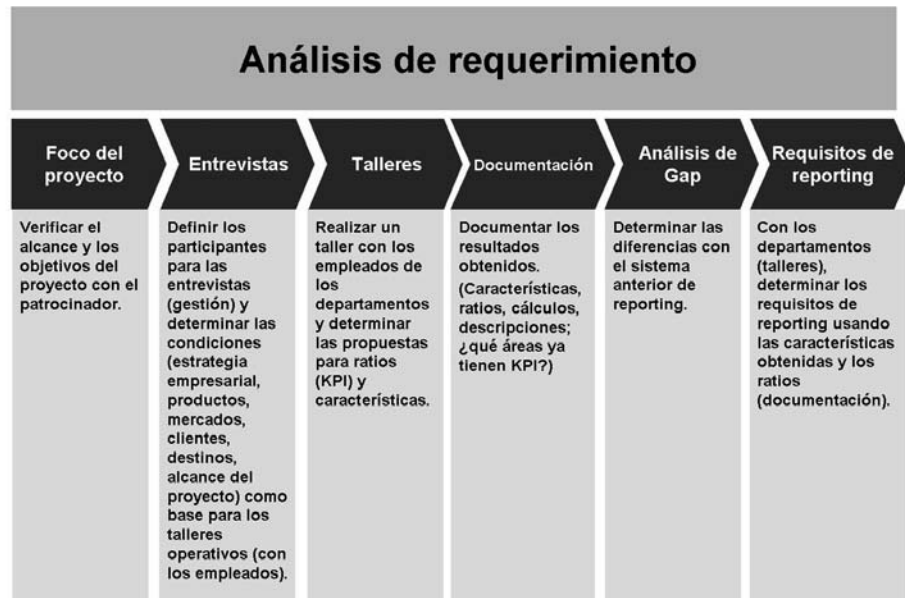 Análisis de requerimiento
Foco del
proyecto
Entrevistas
Talleres
Documentación
Análisis de
Gap
Requisitos de
reporting
Verificar el
alcance y los
objetivos del
proyecto con el
patrocinador.
Definir los
participantes
para las
entrevistas
(gestión) y
determinar las
condiciones
(estrategia
empresarial,
productos,
mercados,
clientes,
destinos,
alcance del
proyecto) como
base para los
talleres
operativos (con
los empleados).
Realizar un
taller con los
empleados de
los
departamentos
y determinar
las propuestas
para ratios
(KPI) y
características.
Documentar los
resultados
obtenidos.
(Características,
ratios, cálculos,
descripciones;
¿qué áreas ya
tienen KPI?)
Determinar las
diferencias con
el sistema
anterior de
reporting.
Con los
departamentos
(talleres),
determinar los
requisitos de
reporting usando
las características
obtenidas y los
ratios
(documentación).